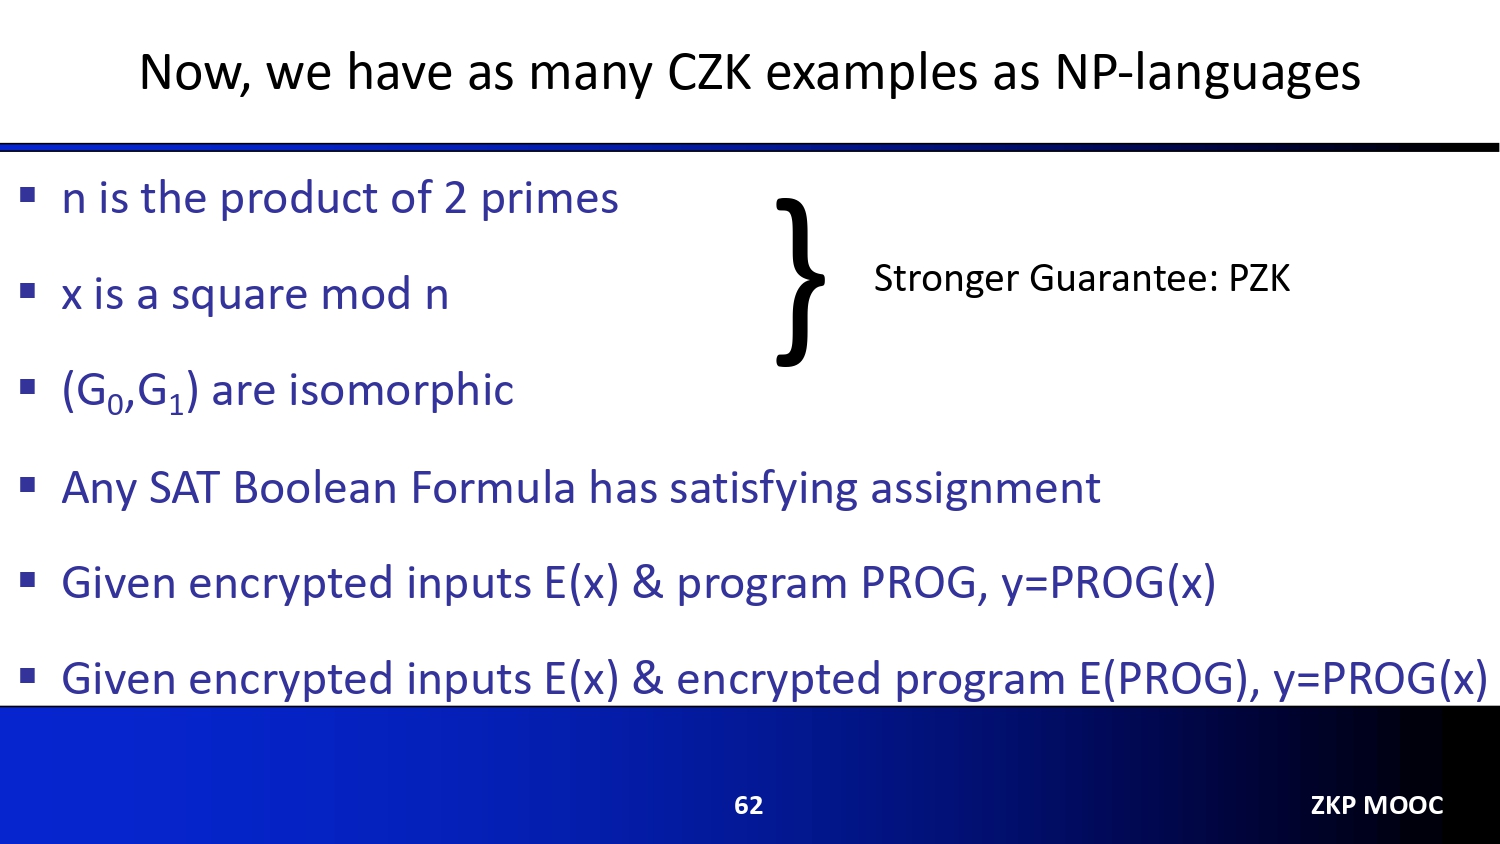 Now, we have as many CZK examples as NP-languages
▪ n is the product of 2 primes
▪ x is a square mod n
} Stronger Guarantee: PZK
▪ (G₀,G₁) are isomorphic
▪ Any SAT Boolean Formula has satisfying assignment
▪ Given encrypted inputs E(x) & program PROG, y=PROG(x)
▪ Given encrypted inputs E(x) & encrypted program E(PROG), y=PROG(x)
62
ZKP MOOC